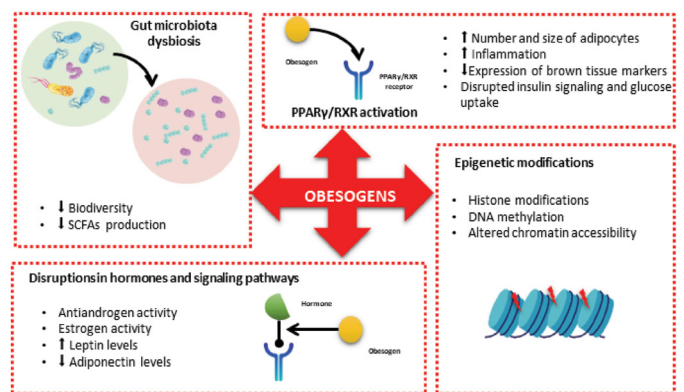 Gut microbiota
dysbiosis
• ⬇ Biodiversity
• ⬇ SCFAs production
Obesogen
PPARγ/RXR
receptor
PPARγ/RXR activation
• ⬆ Number and size of adipocytes
• ⬆ Inflammation
• ⬇Expression of brown tissue markers
• Disrupted insulin signaling and glucose
uptake
OBESOGENS
Epigenetic modifications
• Histone modifications
• DNA methylation
• Altered chromatin accessibility
Disruptions in hormones and signaling pathways
• Antiandrogen activity
• Estrogen activity
• ⬆ Leptin levels
• ⬇ Adiponectin levels
Hormone
Obesogen